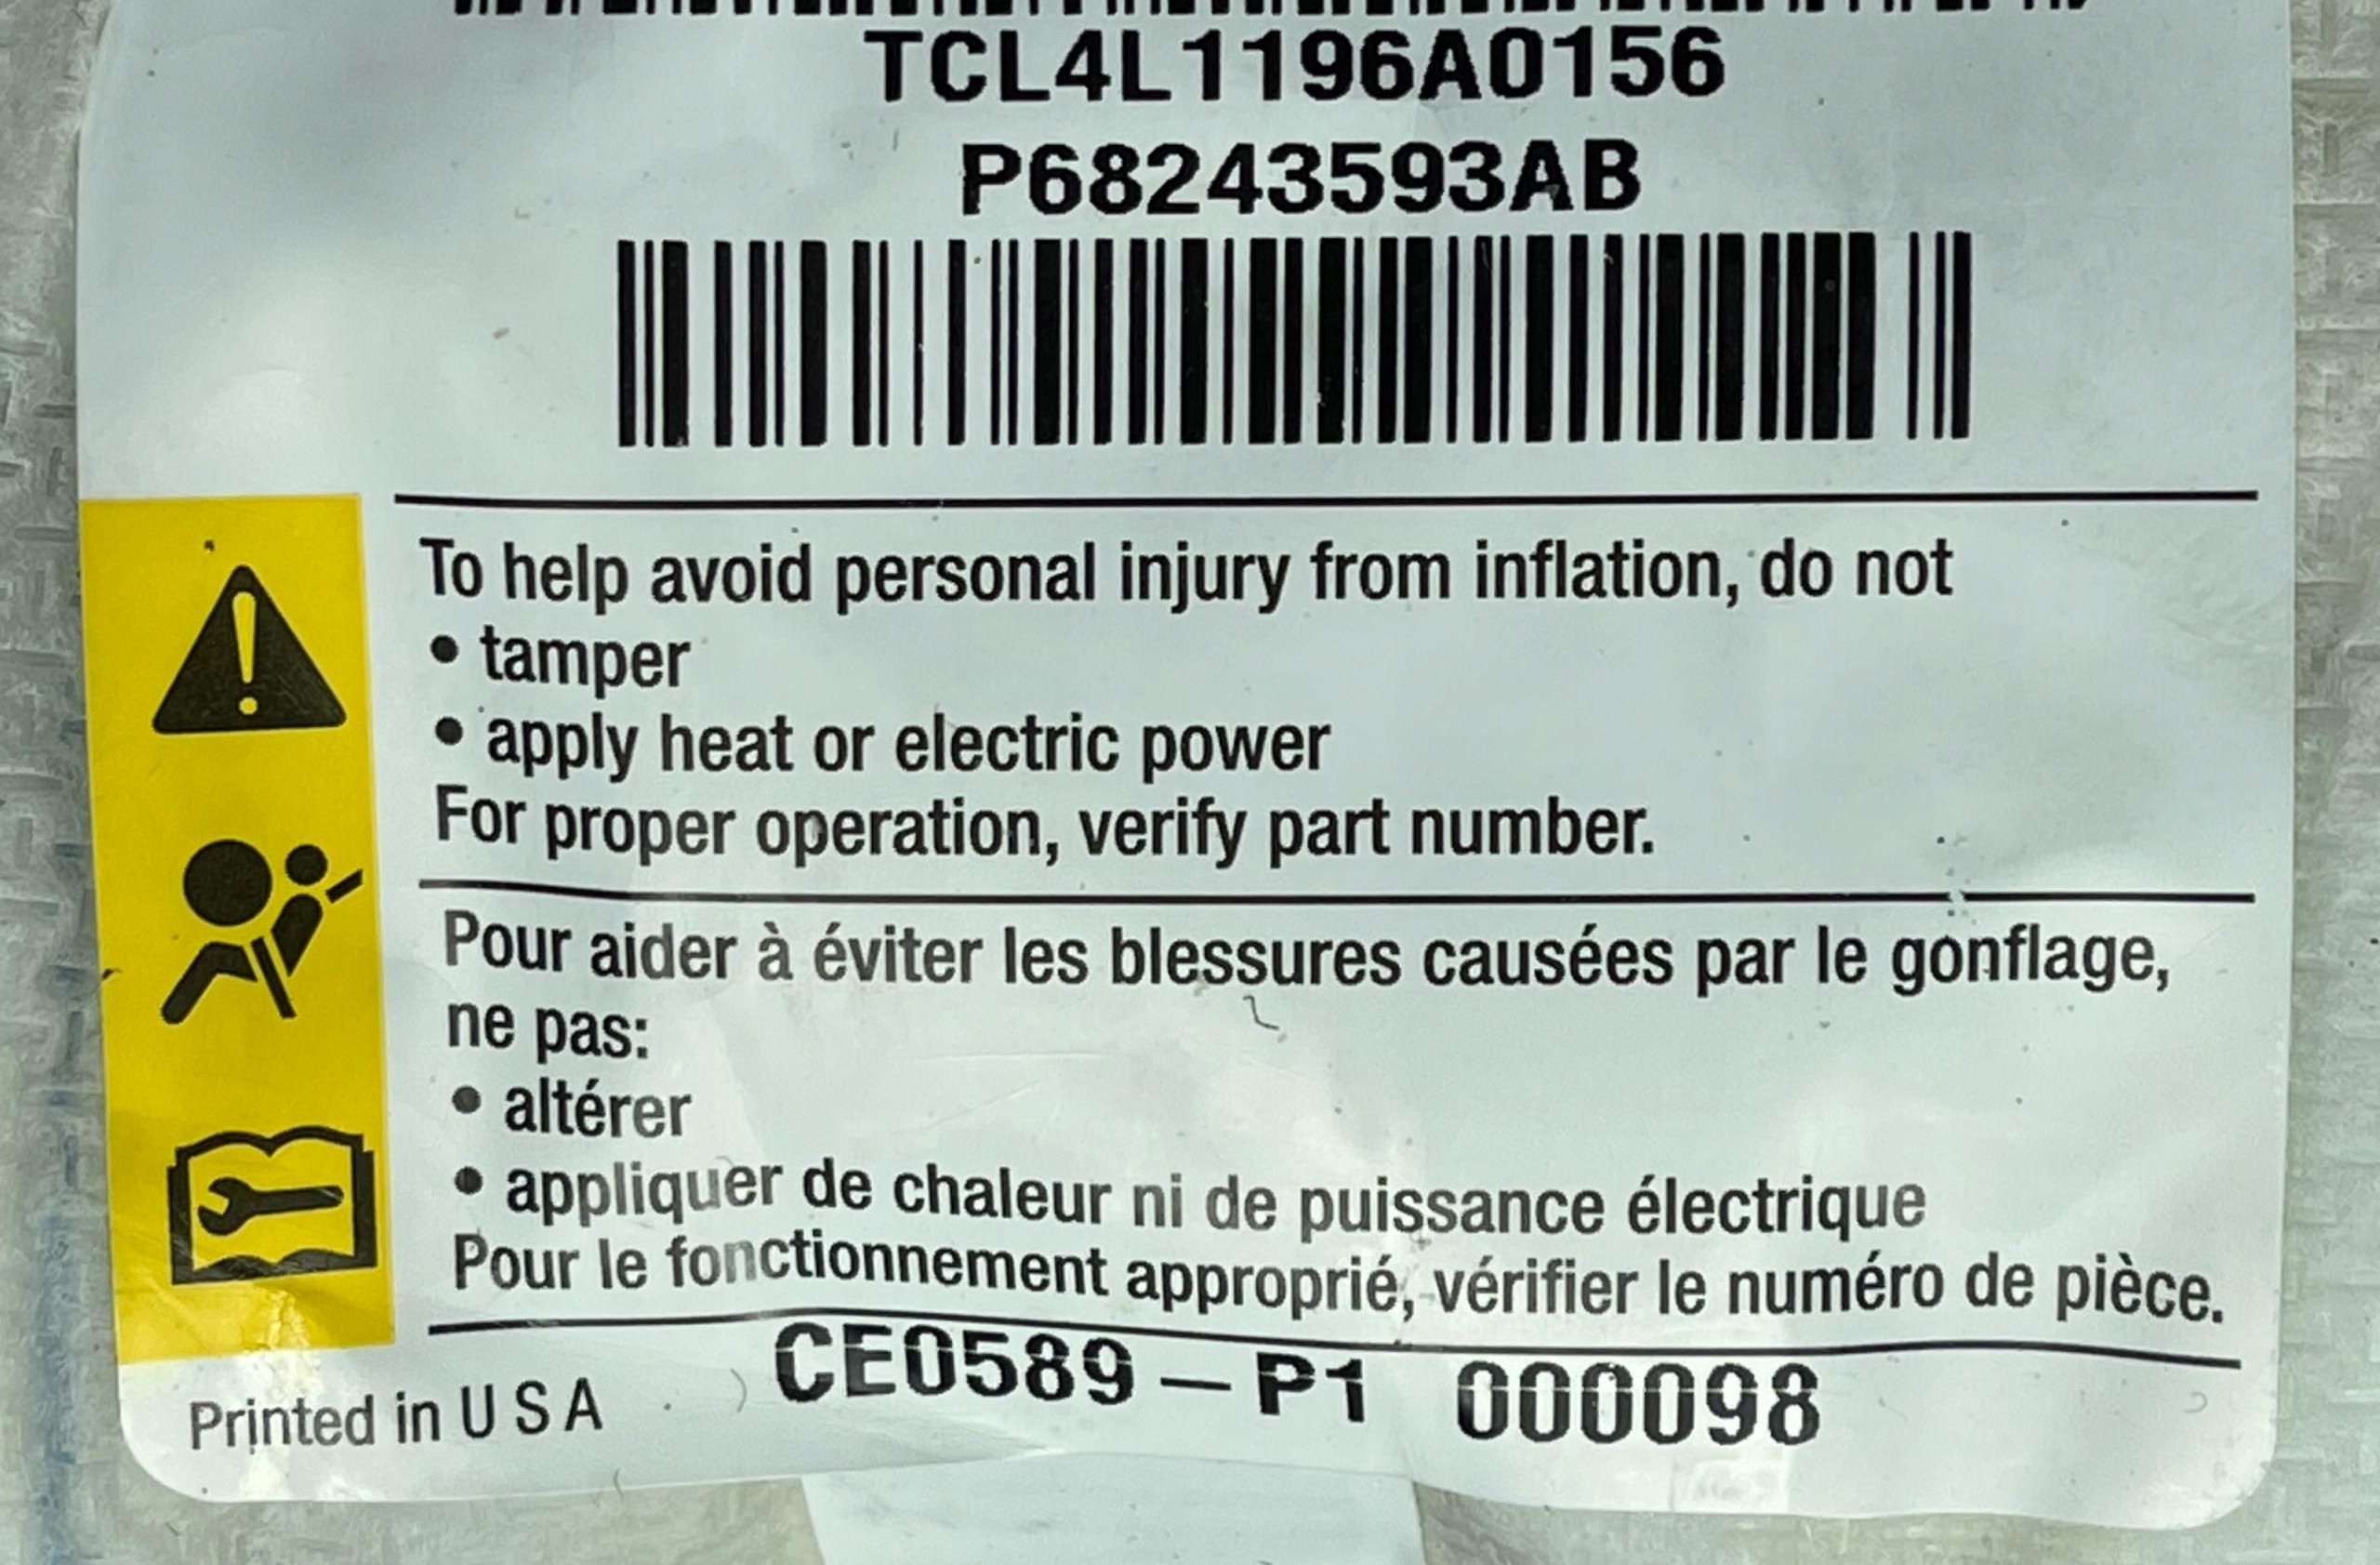 TCL4L1196A0156
P68243593AB
To help avoid personal injury from inflation, do not
• tamper
• apply heat or electric power
For proper operation, verify part number.
Pour aider à éviter les blessures causées par le gonflage,
ne pas:
• altérer
• appliquer de chaleur ni de puissance électrique
Pour le fonctionnement approprié, vérifier le numéro de pièce.
Printed in U S A CE0589-P1 000098